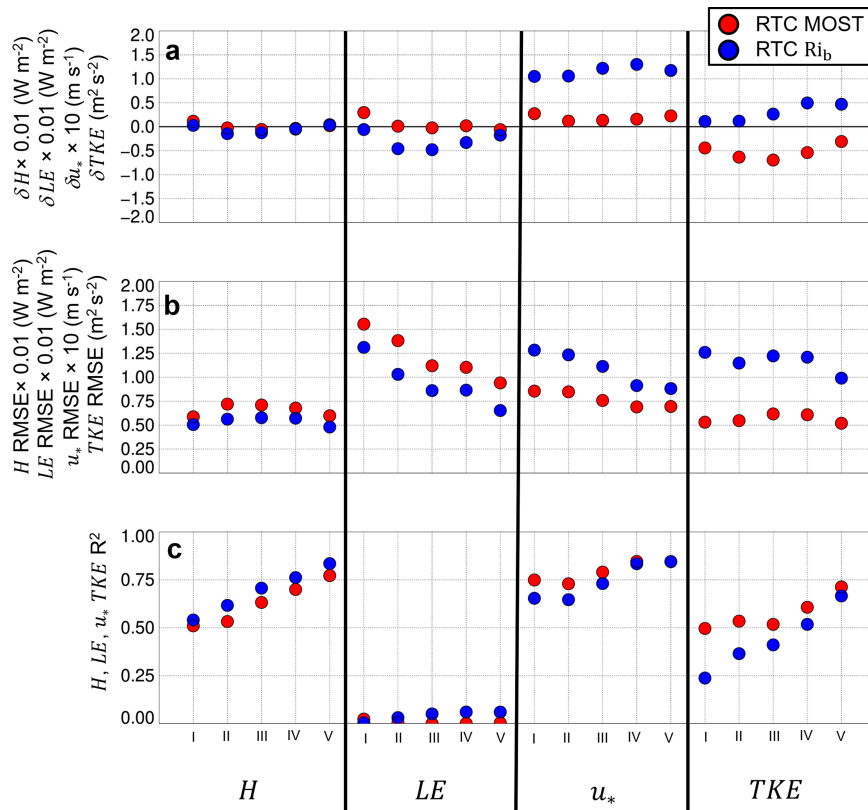 RTC MOST
RTC Ri_b
a
δH × 0.01 (W m⁻²)
δLE × 0.01 (W m⁻²)
δu* × 10 (m s⁻¹)
δTKE (m² s⁻²)
2.0
1.5
1.0
0.5
0.0
−0.5
−1.0
−1.5
−2.0
b
H RMSE× 0.01 (W m⁻²)
LE RMSE × 0.01 (W m⁻²)
u* RMSE × 10 (m s⁻¹)
TKE RMSE (m² s⁻²)
2.00
1.75
1.50
1.25
1.00
0.75
0.50
0.25
0.00
c
H, LE, u* TKE R²
1.00
0.75
0.50
0.25
0.00
I II III IV V I II III IV V I II III IV V I II III IV V
H LE u* TKE